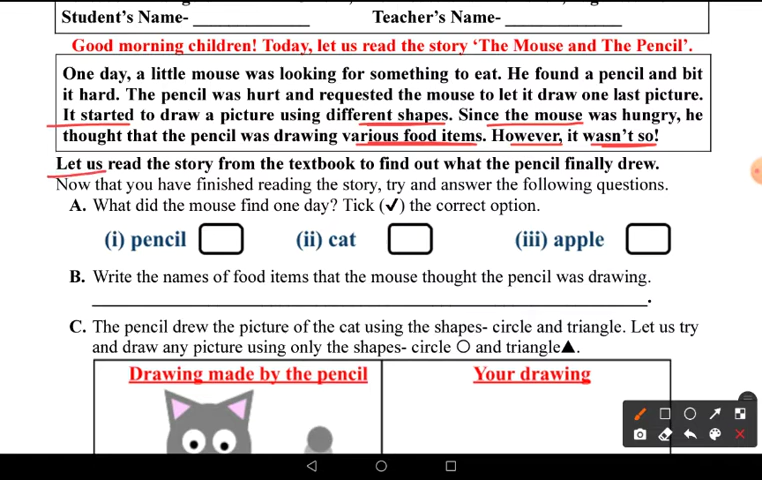 Student's Name- ______________ Teacher's Name- ______________
Good morning children! Today, let us read the story ‘The Mouse and The Pencil’.
One day, a little mouse was looking for something to eat. He found a pencil and bit
it hard. The pencil was hurt and requested the mouse to let it draw one last picture.
It started to draw a picture using different shapes. Since the mouse was hungry, he
thought that the pencil was drawing various food items. However, it wasn’t so!
Let us read the story from the textbook to find out what the pencil finally drew.
Now that you have finished reading the story, try and answer the following questions.
A. What did the mouse find one day? Tick (✓) the correct option.
(i) pencil (ii) cat (iii) apple
B. Write the names of food items that the mouse thought the pencil was drawing.
______________________________.
C. The pencil drew the picture of the cat using the shapes- circle and triangle. Let us try
and draw any picture using only the shapes- circle ○ and triangle▲.
Drawing made by the pencil Your drawing